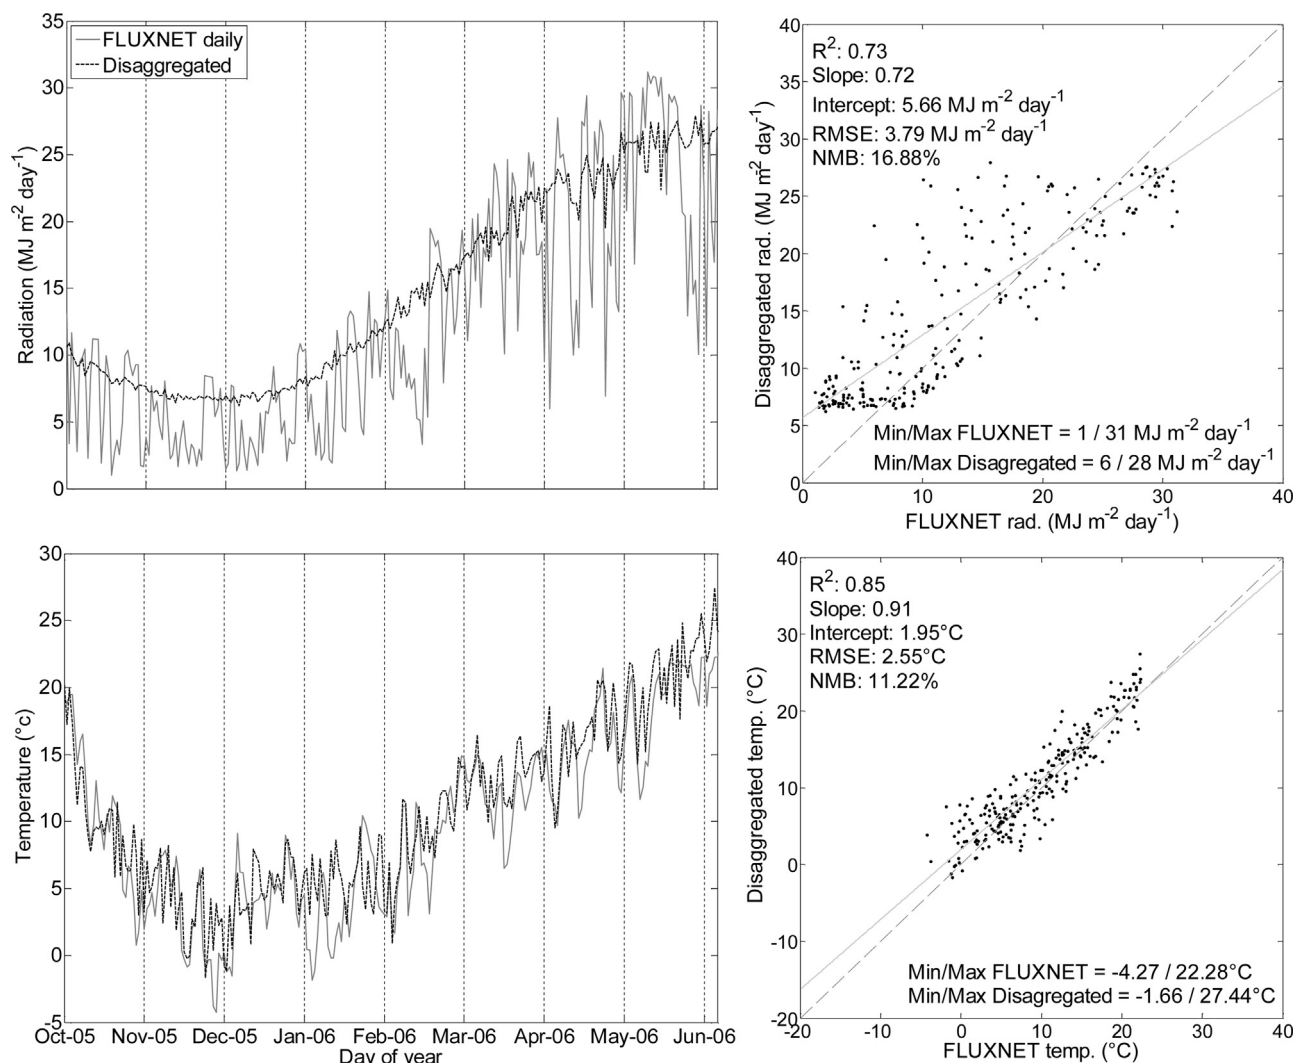 35
30
25
20
15
10
5
0
Radiation (MJ m-2 day-1)
FLUXNET daily
Disaggregated
40
35
30
25
20
15
10
5
0
Disaggregated rad. (MJ m-2 day-1)
R2: 0.73
Slope: 0.72
Intercept: 5.66 MJ m-2 day-1
RMSE: 3.79 MJ m-2 day-1
NMB: 16.88%
Min/Max FLUXNET = 1 / 31 MJ m-2 day-1
Min/Max Disagregated = 6 / 28 MJ m-2 day-1
0 10 20 30 40
FLUXNET rad. (MJ m-2 day-1)
30
25
20
15
10
5
0
-5
Temperature (°c)
Oct-05 Nov-05 Dec-05 Jan-06 Feb-06 Mar-06 Apr-06 May-06 Jun-06
Day of year
40
30
20
10
0
-10
-20
Disaggregated temp. (°C)
R2: 0.85
Slope: 0.91
Intercept: 1.95°C
RMSE: 2.55°C
NMB: 11.22%
Min/Max FLUXNET = -4.27 / 22.28°C
Min/Max Disagregated = -1.66 / 27.44°C
-20 -10 0 10 20 30 40
FLUXNET temp. (°C)